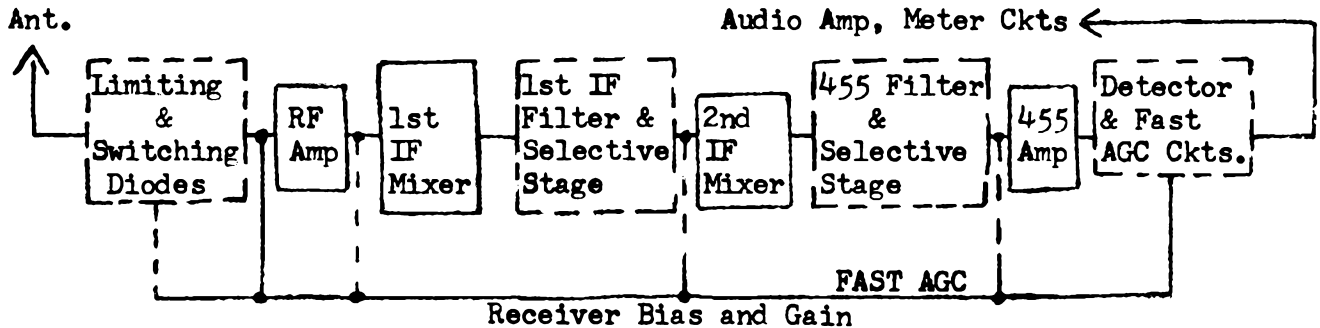 Ant.
Audio Amp, Meter Ckts
Limiting
&
Switching
Diodes
RF
Amp
1st
IF
Mixer
1st IF
Filter &
Selective
Stage
2nd
IF
Mixer
455 Filter
&
Selective
Stage
455
Amp
Detector
& Fast
AGC Ckts.
FAST AGC
Receiver Bias and Gain